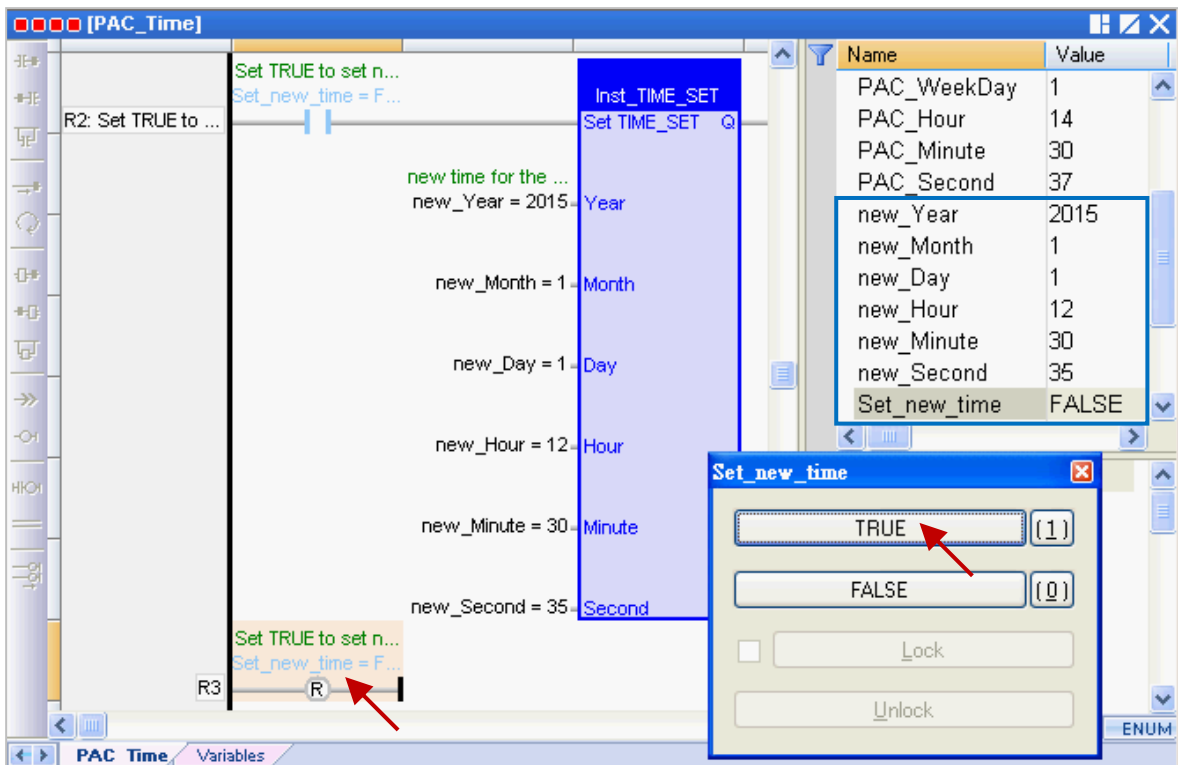 [PAC_Time]
Set TRUE to set n...
Set_new_time = F...
R2: Set TRUE to ...
Inst_TIME_SET
Set TIME_SET Q
new time for the ...
new_Year = 2015
Year
new_Month = 1
Month
new_Day = 1
Day
new_Hour = 12
Hour
new_Minute = 30
Minute
new_Second = 35
Second
Set TRUE to set n...
Set_new_time = F...
R3
R
PAC_Time
Variables
Name Value
PAC_WeekDay 1
PAC_Hour 14
PAC_Minute 30
PAC_Second 37
new_Year 2015
new_Month 1
new_Day 1
new_Hour 12
new_Minute 30
new_Second 35
Set_new_time FALSE
Set_new_time
TRUE (1)
FALSE (0)
Lock
Unlock
ENUM